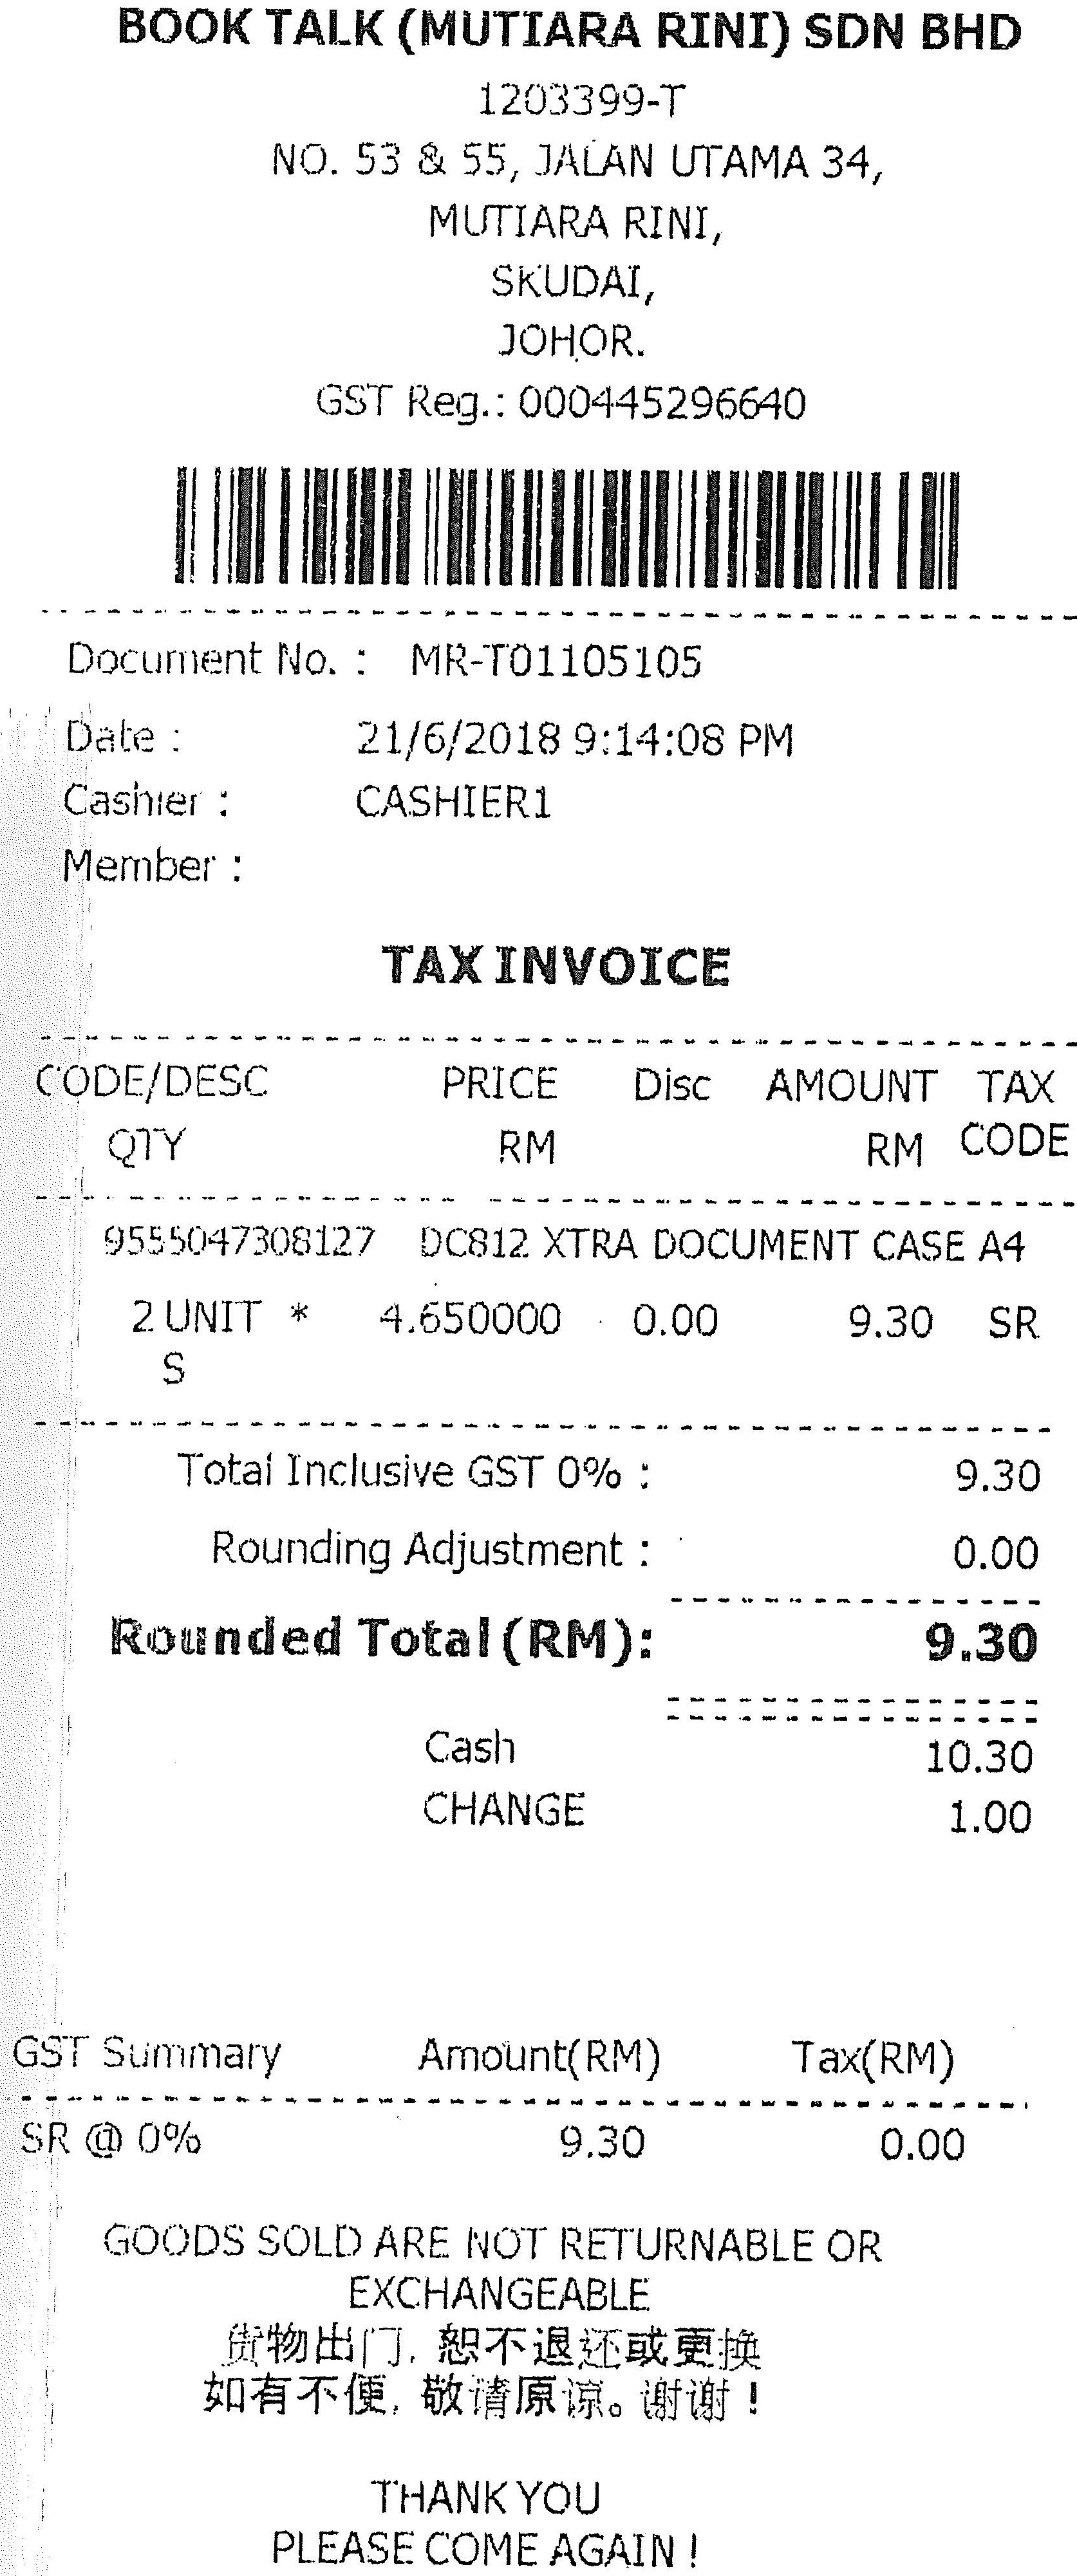 BOOK TALK (MUTIARA RINI) SDN BHD
1203399-T
NO. 53 & 55, JALAN UTAMA 34,
MUTIARA RINI,
SKUDAI,
JOHOR.
GST Reg.: 000445296640
Document No. : MR-T01105105
Date : 21/6/2018 9:14:08 PM
Cashier : CASHIER1
Member :
TAX INVOICE
CODE/DESC PRICE Disc AMOUNT TAX
QTY RM RM CODE
9555047308127 DC812 XTRA DOCUMENT CASE A4
2 UNIT * 4.650000 0.00 9.30 SR
S
Total Inclusive GST 0% : 9.30
Rounding Adjustment : 0.00
Rounded Total (RM): 9.30
Cash 10.30
CHANGE 1.00
GST Summary Amount(RM) Tax(RM)
SR @ 0% 9.30 0.00
GOODS SOLD ARE NOT RETURNABLE OR
EXCHANGEABLE
货物出门, 恕不退还或更换
如有不便, 敬请原谅。谢谢!
THANK YOU
PLEASE COME AGAIN !